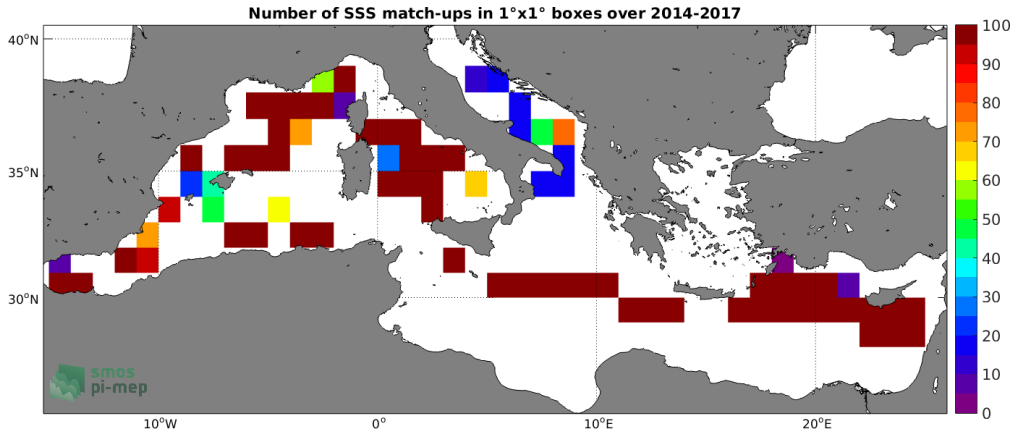 Number of SSS match-ups in 1°x1° boxes over 2014-2017
40°N
35°N
30°N
10°W
0°
10°E
20°E
100
90
80
70
60
50
40
30
20
10
0
smos
pi-mep